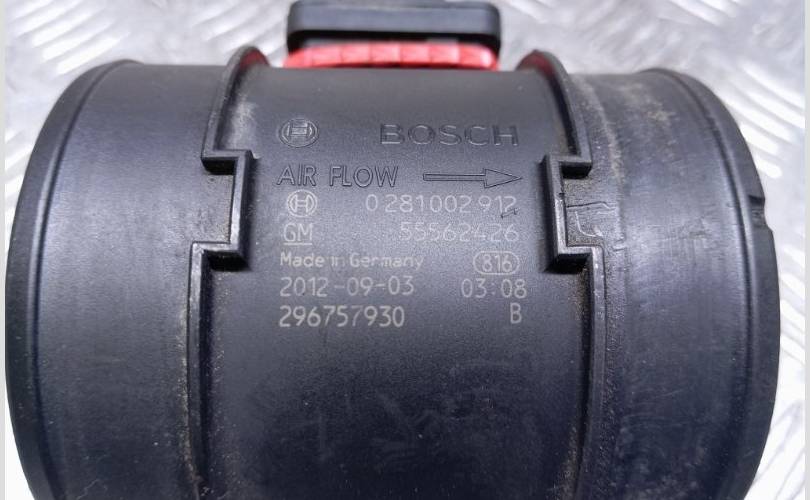 BOSCH
AIR FLOW
0 281 002 912
GM 55562426
Made in Germany 816
2012-09-03 03:08
296757930 B